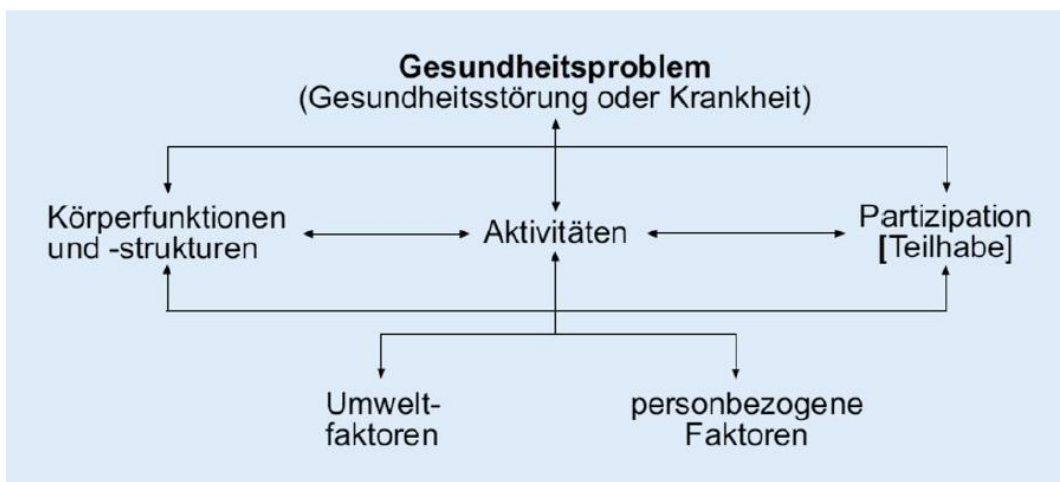 Gesundheitsproblem
(Gesundheitsstörung oder Krankheit)
Körperfunktionen
und -strukturen
Aktivitäten
Partizipation
[Teilhabe]
Umwelt-
faktoren
personbezogene
Faktoren